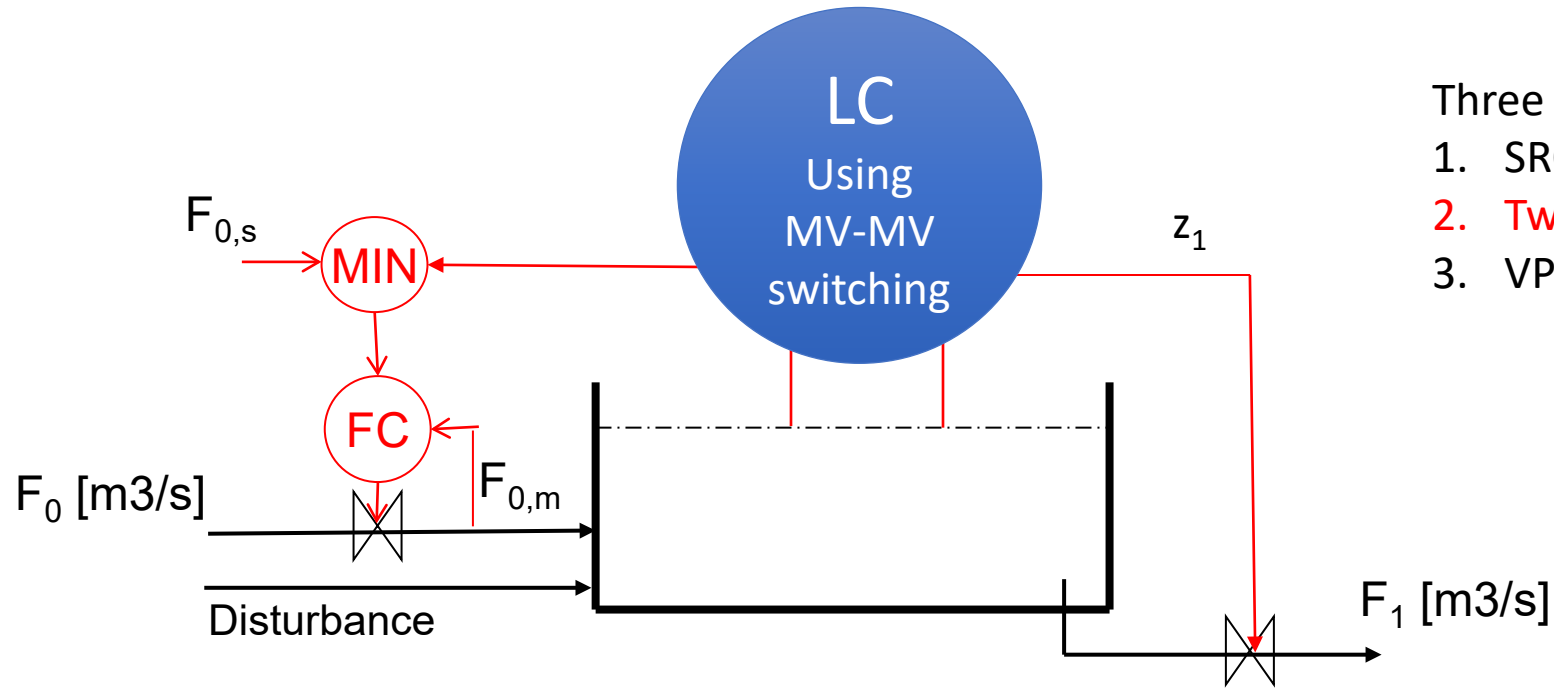 LC
Using
MV-MV
switching
Three
1. SR
2. Tw
3. VP
F0,s
MIN
z1
FC
F0,m
F0 [m3/s]
Disturbance
F1 [m3/s]